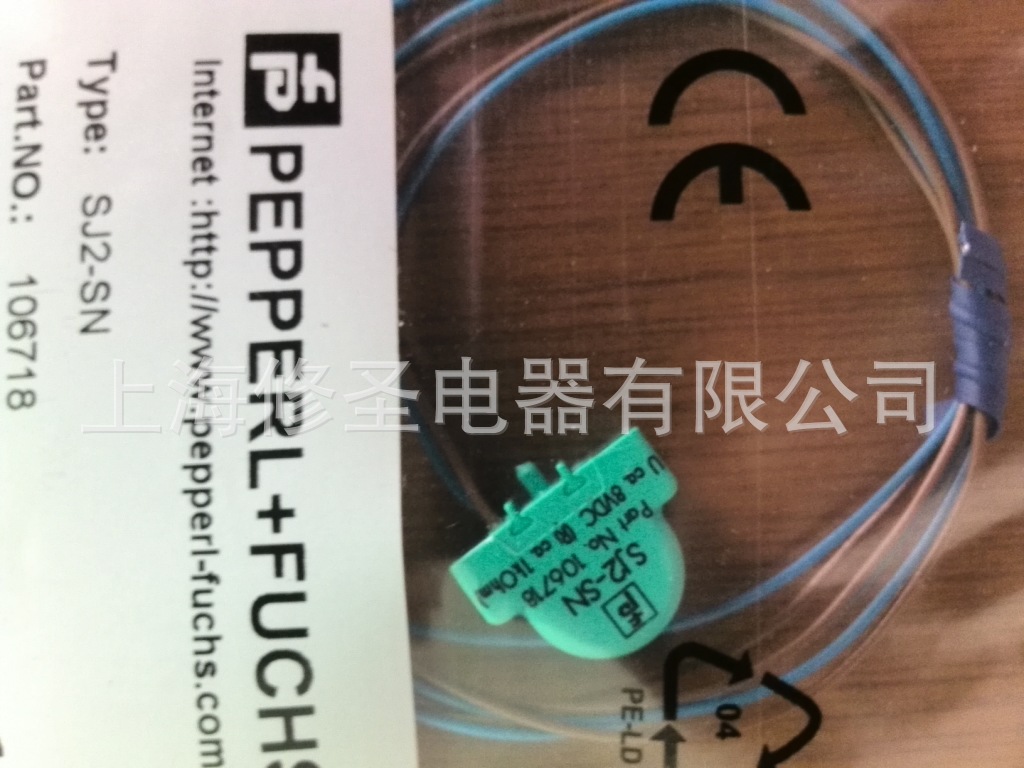 PEPPERL+FUCHS
Internet :http://www.pepperl-fuchs.com
Type: SJ2-SN
Part.NO.: 106718
CE
上海修圣电器有限公司
U ca. 8VDC ca. 1kOhm
Part No. 106718
SJ2-SN
04
PE-LD